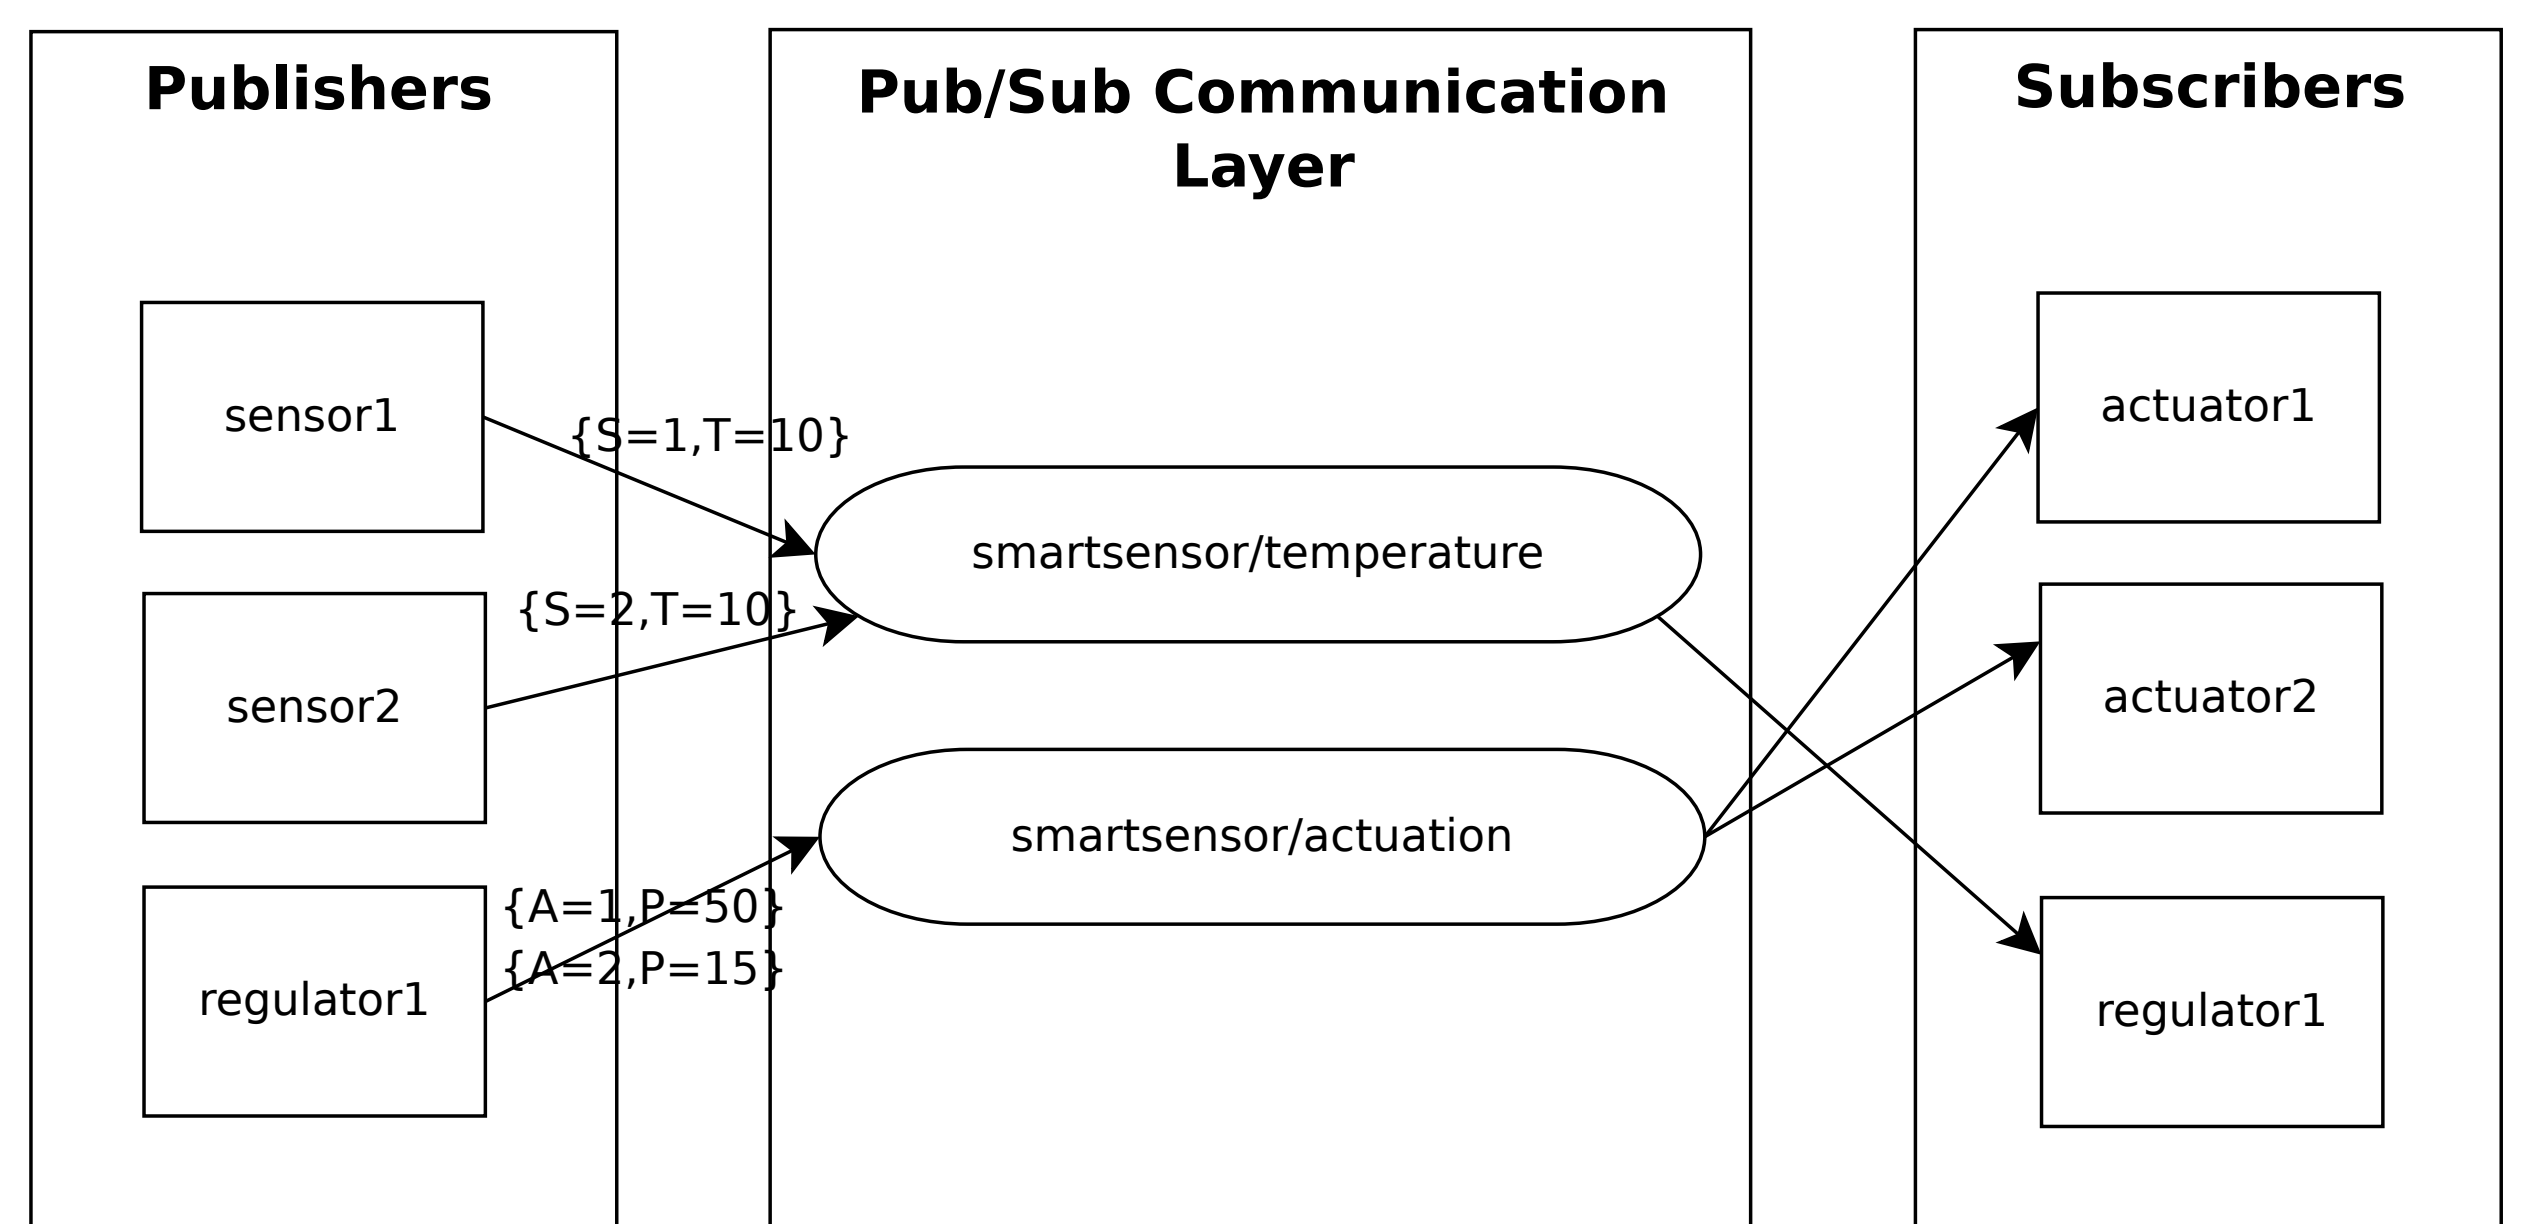 Publishers
sensor1
sensor2
regulator1
{S=1,T=10}
{S=2,T=10}
{A=1,P=50}
{A=2,P=15}
Pub/Sub Communication
Layer
smartsensor/temperature
smartsensor/actuation
Subscribers
actuator1
actuator2
regulator1